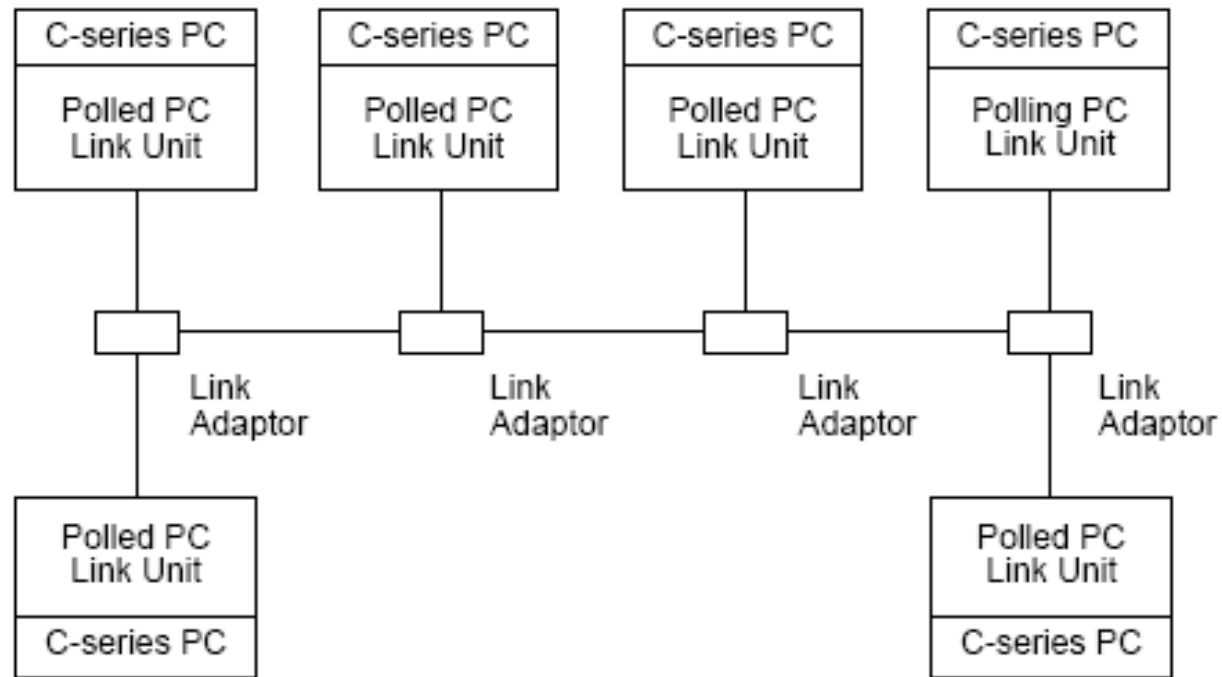 C-series PC
Polled PC
Link Unit
C-series PC
Polled PC
Link Unit
C-series PC
Polled PC
Link Unit
C-series PC
Polling PC
Link Unit
Link
Adaptor
Link
Adaptor
Link
Adaptor
Link
Adaptor
Polled PC
Link Unit
C-series PC
Polled PC
Link Unit
C-series PC